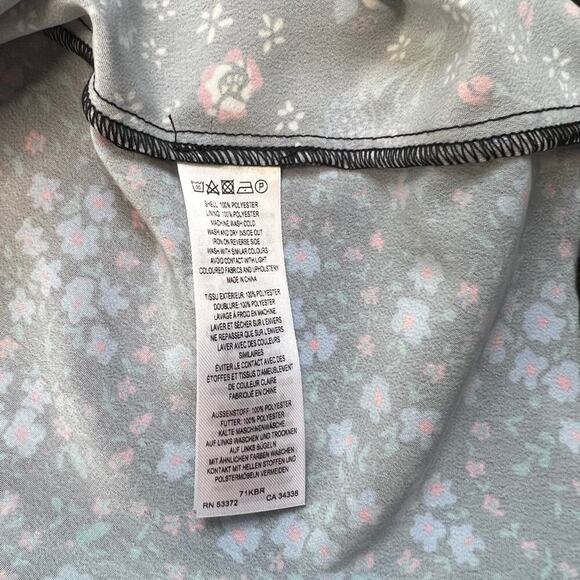 SHELL: 100% POLYESTER
LINING: 100% POLYESTER
MACHINE WASH COLD
WASH AND DRY INSIDE OUT
IRON ON REVERSE SIDE
WASH WITH SIMILAR COLOURS
AVOID CONTACT WITH LIGHT
COLOURED FABRICS AND UPHOLSTERY
MADE IN CHINA
TISSU EXTÉRIEUR: 100% POLYESTER
DOUBLURE: 100% POLYESTER
LAVAGE À FROID EN MACHINE
LAVER ET SÉCHER SUR L'ENVERS
NE REPASSER QUE SUR L'ENVERS
LAVER AVEC DES COULEURS
SIMILAIRES
ÉVITER LE CONTACT AVEC DES
ÉTOFFES ET TISSUS D'AMEUBLEMENT
DE COULEUR CLAIRE
FABRIQUÉ EN CHINE
AUSSENSTOFF: 100% POLYESTER
FUTTER: 100% POLYESTER
KALTE MASCHINENWÄSCHE
AUF LINKS WASCHEN UND TROCKNEN
AUF LINKS BÜGELN
MIT ÄHNLICHEN FARBEN WASCHEN
KONTAKT MIT HELLEN STOFFEN UND
POLSTERMÖBELN VERMEIDEN
71KBR
RN 53372 CA 34338